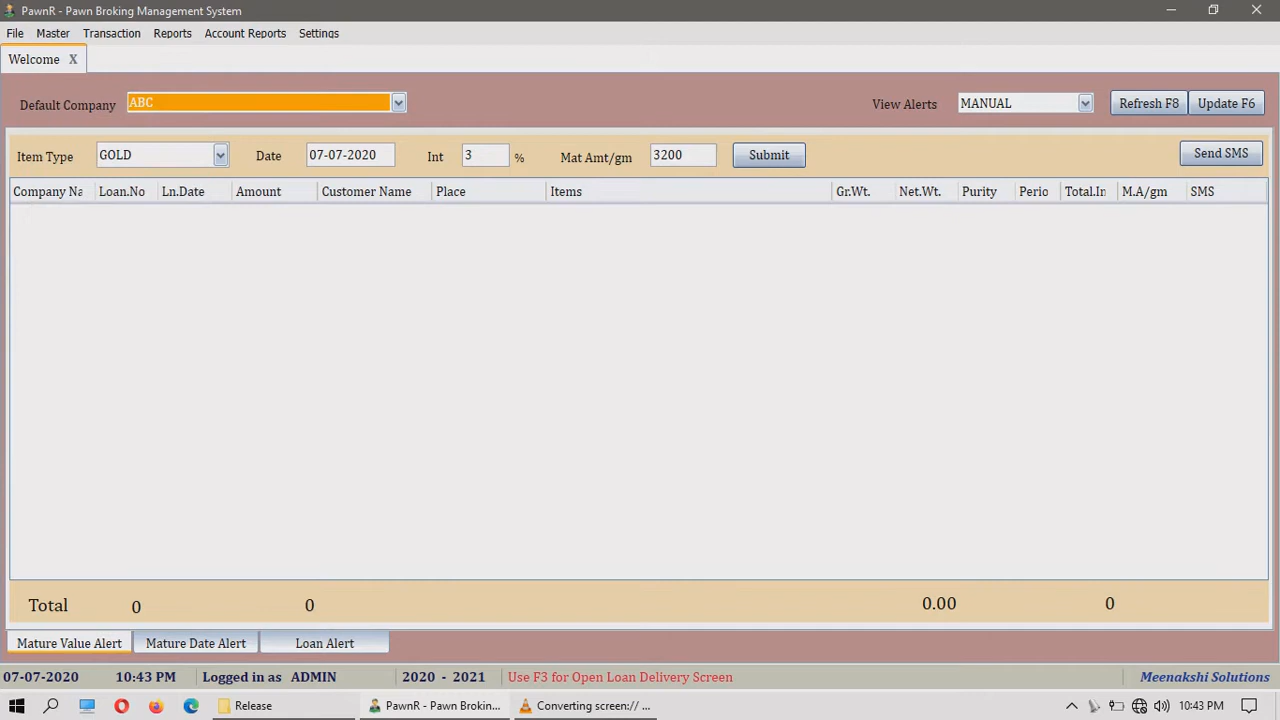 PawnR - Pawn Broking Management System
File Master Transaction Reports Account Reports Settings
Welcome X
Default Company ABC View Alerts MANUAL Refresh F8 Update F6
Item Type GOLD Date 07-07-2020 Int 3 % Mat Amt/gm 3200 Submit Send SMS
Company Na Loan.No Ln.Date Amount Customer Name Place Items Gr.Wt. Net.Wt. Purity Perio Total.In M.A/gm SMS
Total 0 0 0.00 0
Mature Value Alert Mature Date Alert Loan Alert
07-07-2020 10:43 PM Logged in as ADMIN 2020 - 2021 Use F3 for Open Loan Delivery Screen Meenakshi Solutions
Release PawnR - Pawn Brokin... Converting screen:// ... 10:43 PM